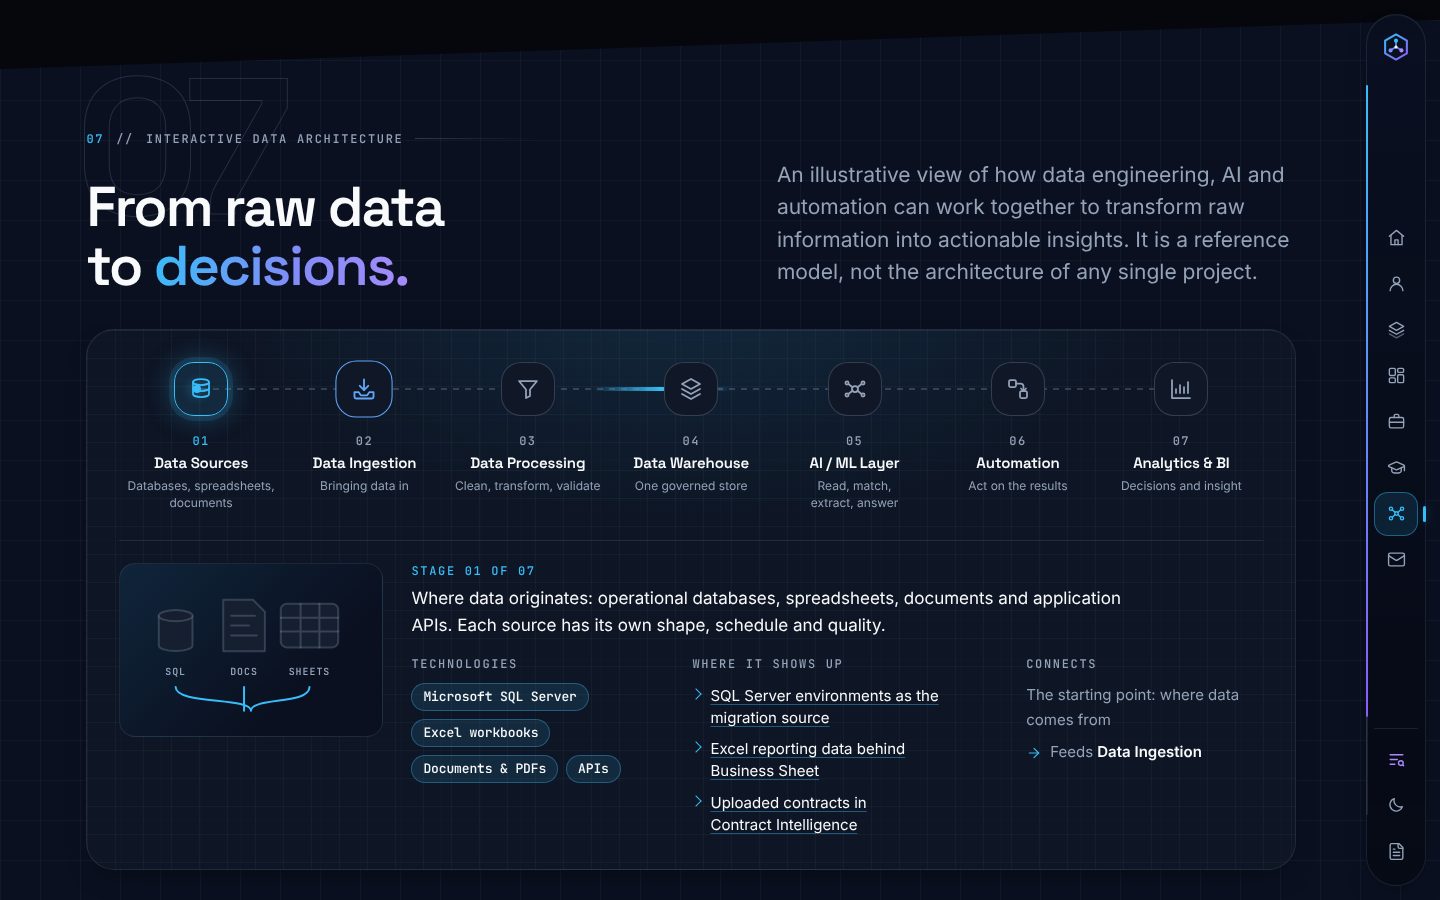 07
07 // INTERACTIVE DATA ARCHITECTURE
From raw data
to decisions.
An illustrative view of how data engineering, AI and
automation can work together to transform raw
information into actionable insights. It is a reference
model, not the architecture of any single project.
01
Data Sources
Databases, spreadsheets,
documents
02
Data Ingestion
Bringing data in
03
Data Processing
Clean, transform, validate
04
Data Warehouse
One governed store
05
AI / ML Layer
Read, match,
extract, answer
06
Automation
Act on the results
07
Analytics & BI
Decisions and insight
SQL
DOCS
SHEETS
STAGE 01 OF 07
Where data originates: operational databases, spreadsheets, documents and application
APIs. Each source has its own shape, schedule and quality.
TECHNOLOGIES
Microsoft SQL Server
Excel workbooks
Documents & PDFs
APIs
WHERE IT SHOWS UP
SQL Server environments as the
migration source
Excel reporting data behind
Business Sheet
Uploaded contracts in
Contract Intelligence
CONNECTS
The starting point: where data
comes from
Feeds Data Ingestion